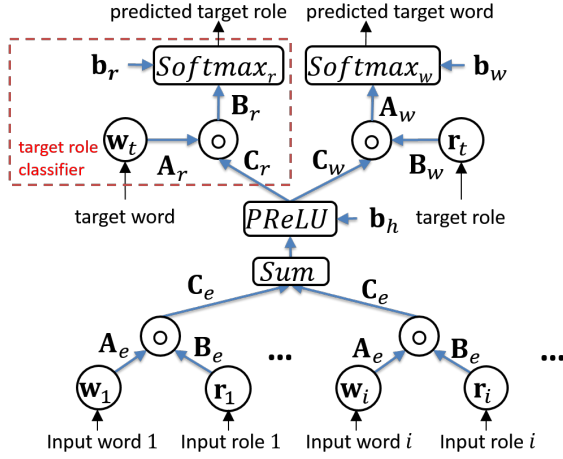 predicted target role predicted target word
b_r Softmax_r Softmax_w b_w
B_r A_w
target role classifier w_t A_r C_r C_w B_w r_t
target word PReLU b_h target role
Sum
C_e C_e
A_e B_e ... A_e B_e ...
w_1 r_1 w_i r_i
Input word 1 Input role 1 Input word i Input role i